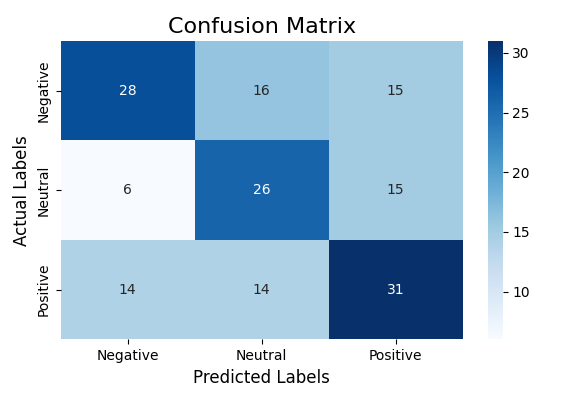 Confusion Matrix
Actual Labels
Negative
28 16 15
Neutral
6 26 15
Positive
14 14 31
Negative Neutral Positive
Predicted Labels
30
25
20
15
10